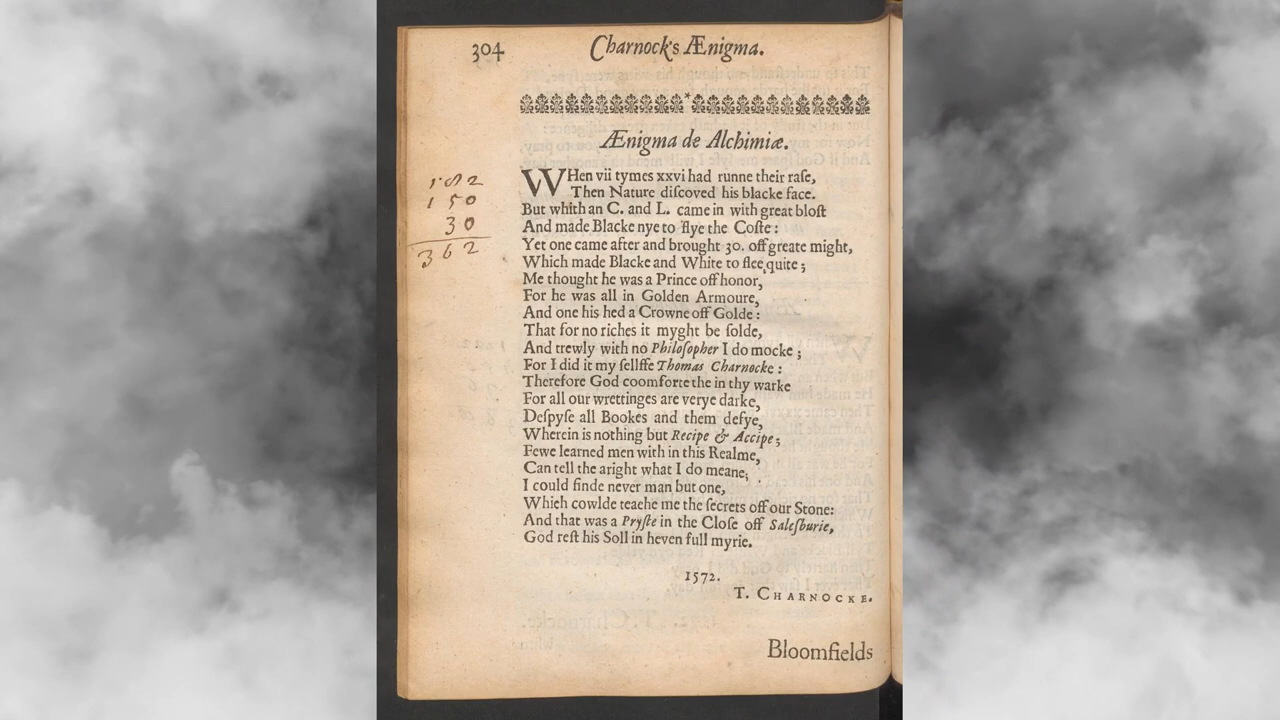 304
Charnock's Ænigma.
Ænigma de Alchimiæ.
182
150
30
362
WHen vii tymes xxvi had runne their raſe,
Then Nature diſcoved his blacke face.
But whith an C. and L. came in with great bloſt
And made Blacke nye to flye the Coſte :
Yet one came after and brought 30. off greate might,
Which made Blacke and White to flee quite ;
Me thought he was a Prince off honor,
For he was all in Golden Armoure,
And one his hed a Crowne off Golde :
That for no riches it myght be ſolde,
And trewly with no Philoſopher I do mocke ;
For I did it my ſellffe Thomas Charnocke :
Therefore God coomforte the in thy warke
For all our wrettinges are verye darke,
Deſpyſe all Bookes and them defye,
Wherein is nothing but Recipe & Accipe ;
Fewe learned men with in this Realme,
Can tell the aright what I do meane;
I could finde never man but one,
Which cowlde teache me the ſecrets off our Stone:
And that was a Pryſte in the Cloſe off Salesburie,
God reſt his Soll in heven full myrie.
1572.
T. CHARNOCKE.
Bloomfields